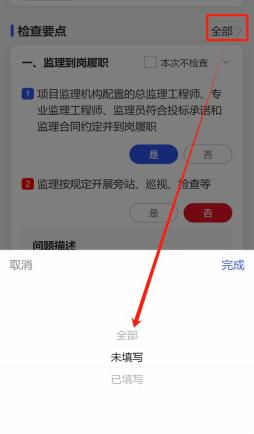 检查要点
全部
一、监理到岗履职
本次不检查
1 项目监理机构配置的总监理工程师、专
业监理工程师、监理员符合投标承诺和
监理合同约定并到岗履职
是
否
2 监理按规定开展旁站、巡视、检查等
是
否
问题描述
取消
完成
全部
未填写
已填写